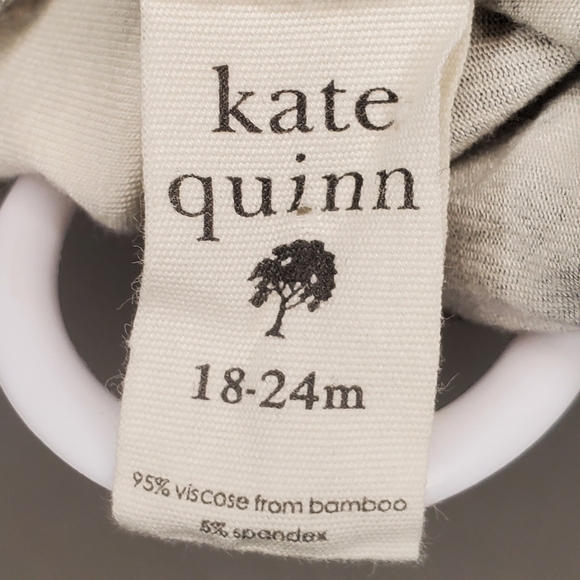 kate
quinn
18-24m
95% viscose from bamboo
5% spandex